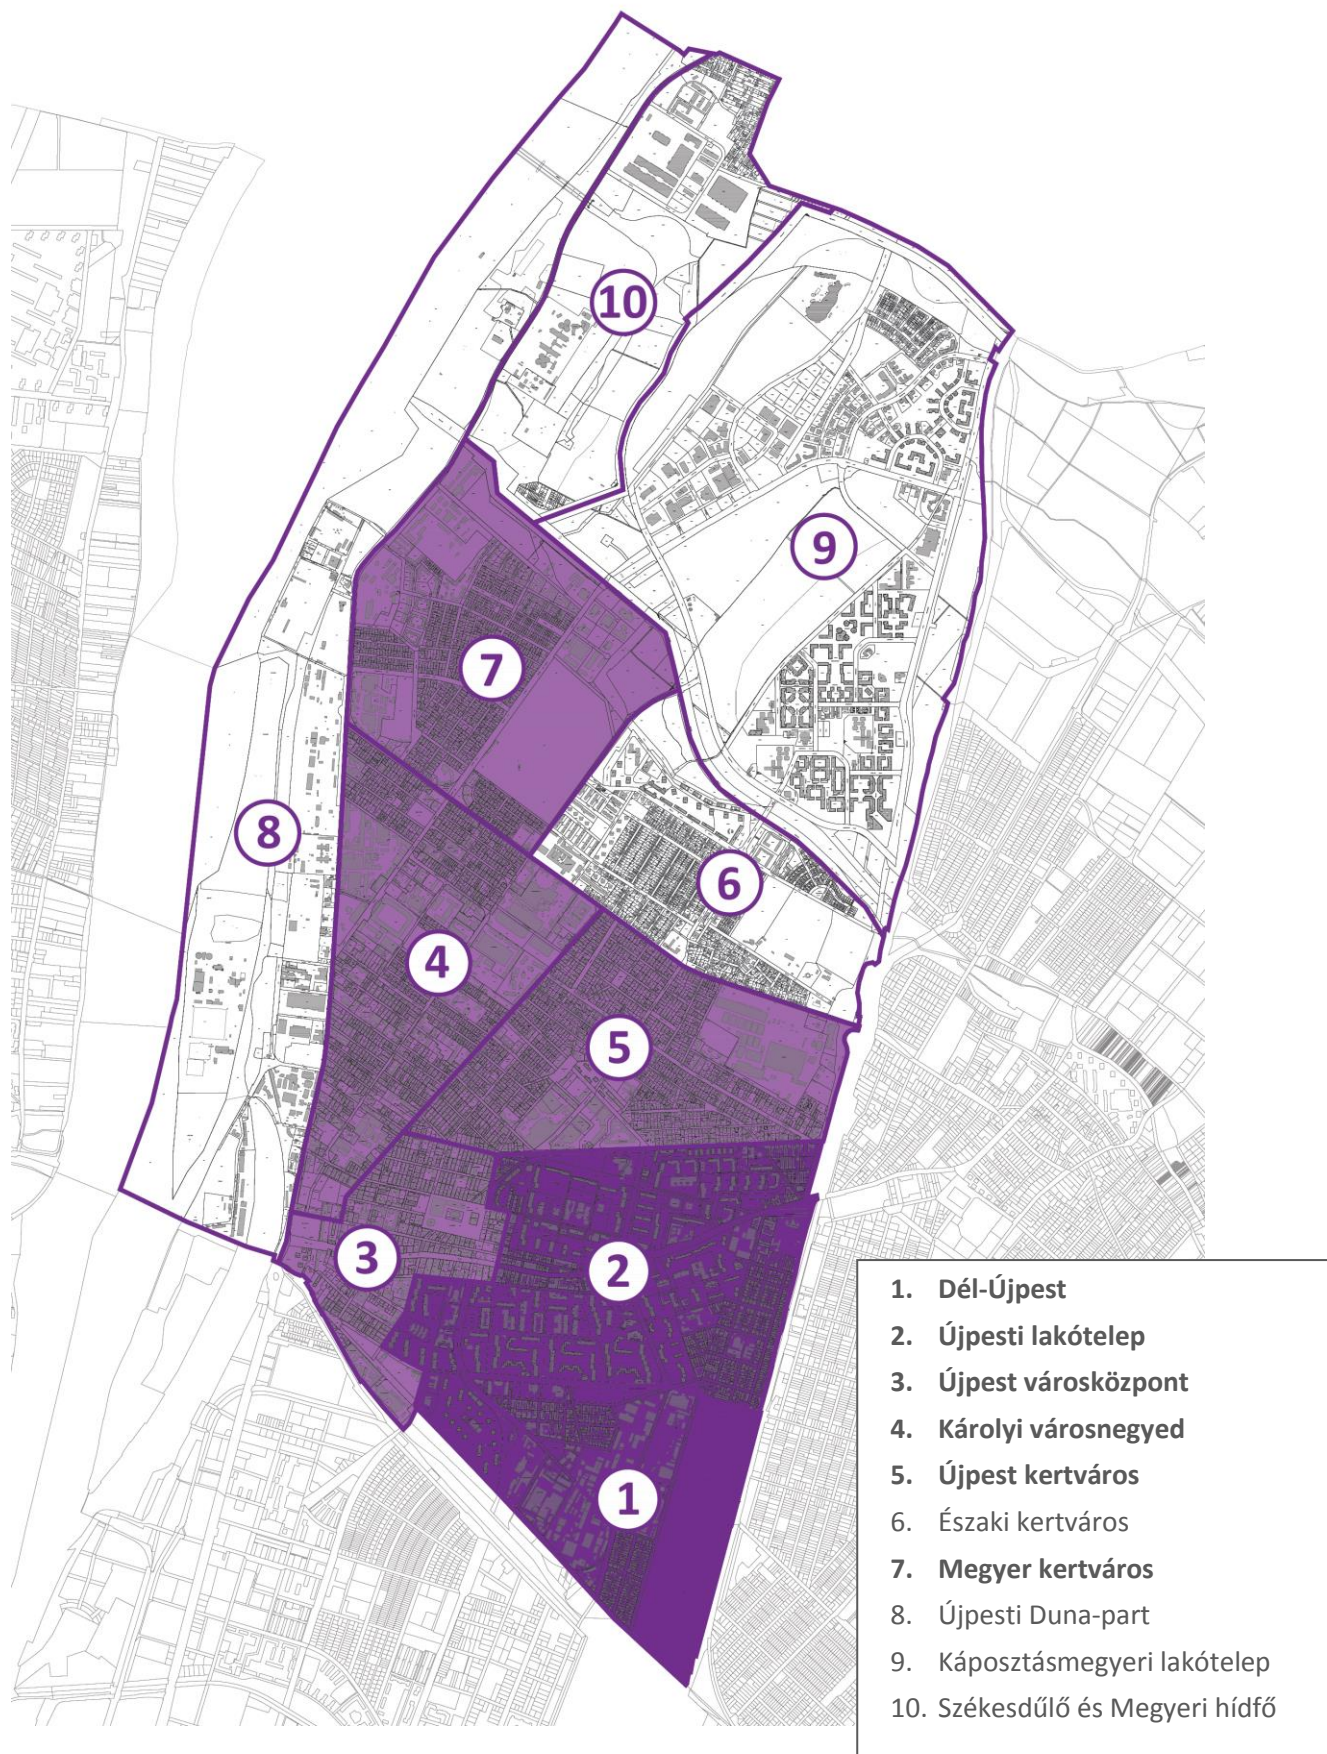 10
9
7
8
6
4
5
3
2
1
1. Dél-Újpest
2. Újpesti lakótelep
3. Újpest városközpont
4. Károlyi városnegyed
5. Újpest kertváros
6. Északi kertváros
7. Megyer kertváros
8. Újpesti Duna-part
9. Káposztásmegyeri lakótelep
10. Székesdűlő és Megyeri hídfő